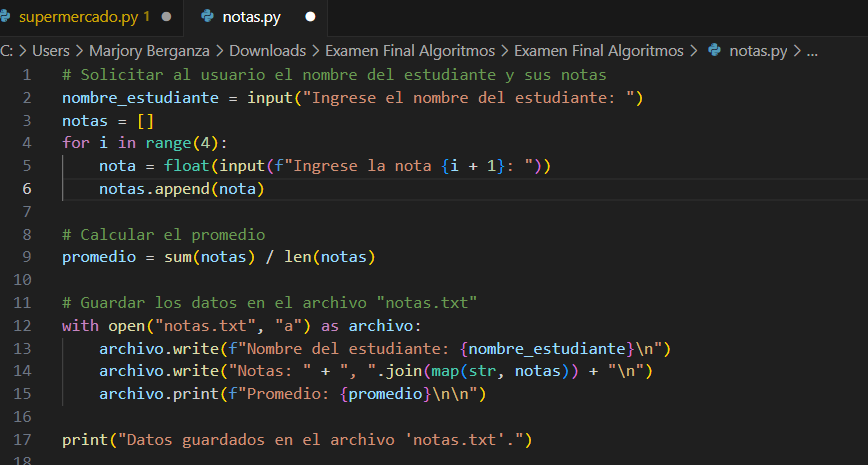 supermercado.py 1 ● notas.py ●
C: > Users > Marjory Berganza > Downloads > Examen Final Algoritmos > Examen Final Algoritmos > notas.py > ...
1 # Solicitar al usuario el nombre del estudiante y sus notas
2 nombre_estudiante = input("Ingrese el nombre del estudiante: ")
3 notas = []
4 for i in range(4):
5     nota = float(input(f"Ingrese la nota {i + 1}: "))
6     notas.append(nota)
7
8 # Calcular el promedio
9 promedio = sum(notas) / len(notas)
10
11 # Guardar los datos en el archivo "notas.txt"
12 with open("notas.txt", "a") as archivo:
13     archivo.write(f"Nombre del estudiante: {nombre_estudiante}\n")
14     archivo.write("Notas: " + ", ".join(map(str, notas)) + "\n")
15     archivo.print(f"Promedio: {promedio}\n\n")
16
17 print("Datos guardados en el archivo 'notas.txt'.")
18